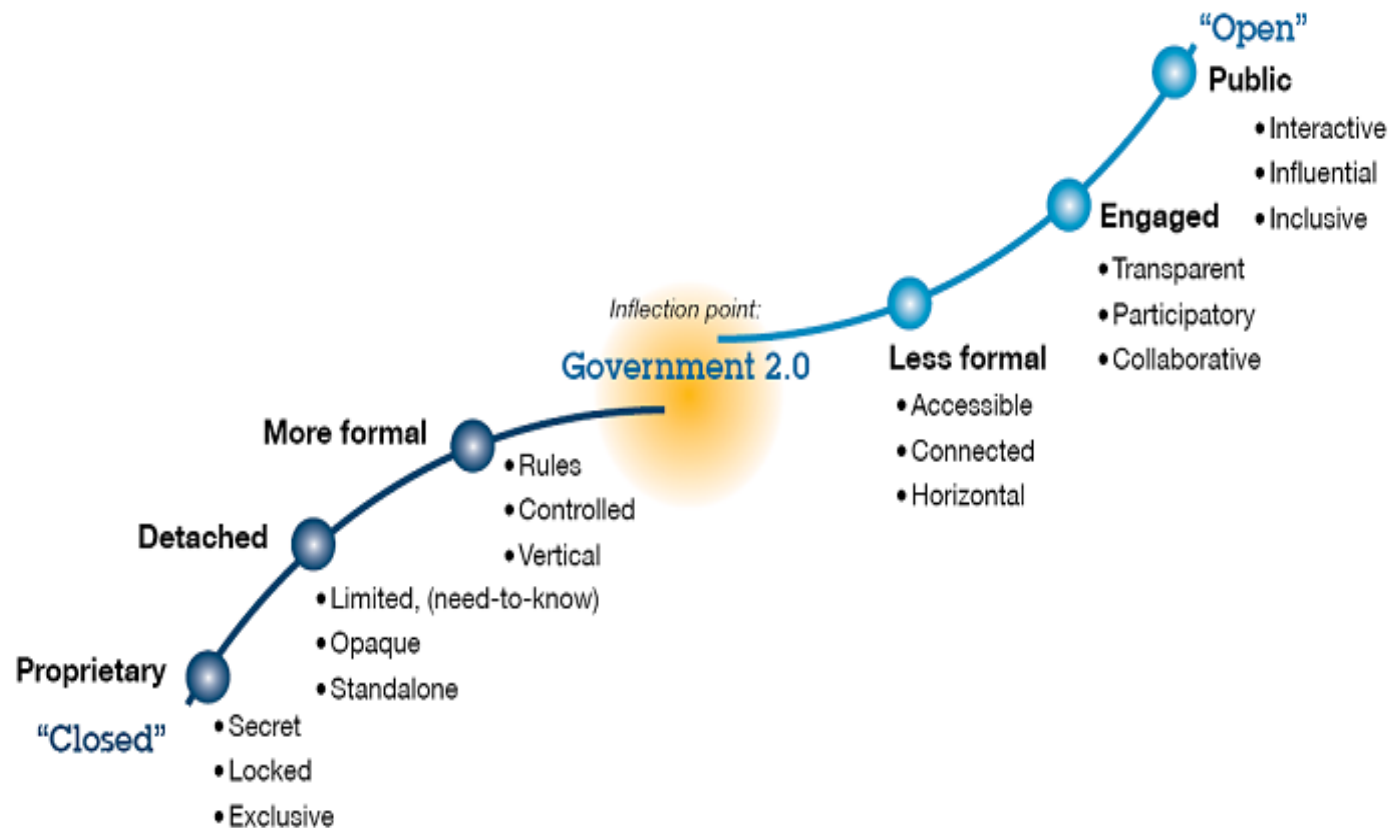 “Open”
Public
• Interactive
• Influential
• Inclusive
Engaged
• Transparent
• Participatory
• Collaborative
Less formal
• Accessible
• Connected
• Horizontal
Inflection point:
Government 2.0
More formal
• Rules
• Controlled
• Vertical
Detached
• Limited, (need-to-know)
• Opaque
• Standalone
Proprietary
“Closed”
• Secret
• Locked
• Exclusive